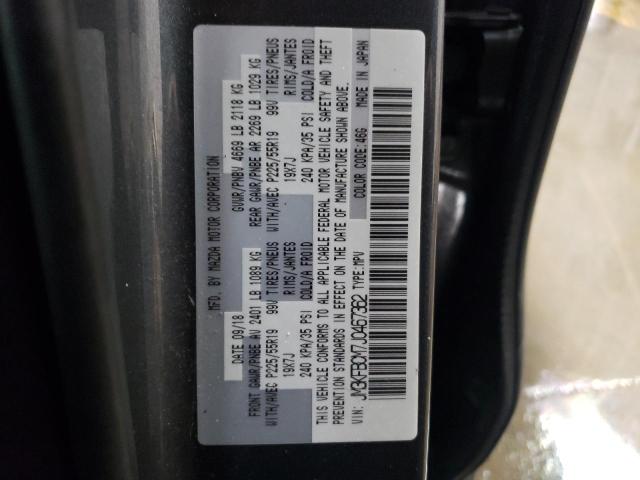 MFD. BY MAZDA MOTOR CORPORATION
DATE 09/18 GVWR/PNBV 4669 LB 2118 KG
FRONT GAWR/PNBE AV 2401 LB 1089 KG REAR GAWR/PNBE AR 2269 LB 1029 KG
WITH/AVEC P225/55R19 99V TIRES/PNEUS WITH/AVEC P225/55R19 99V TIRES/PNEUS
19X7J RIMS/JANTES 19X7J RIMS/JANTES
240 KPA/35 PSI COLD/A FROID 240 KPA/35 PSI COLD/A FROID
THIS VEHICLE CONFORMS TO ALL APPLICABLE FEDERAL MOTOR VEHICLE SAFETY AND THEFT
PREVENTION STANDARDS IN EFFECT ON THE DATE OF MANUFACTURE SHOWN ABOVE.
VIN: JM3KFBCM7J0467362 TYPE:MPV COLOR CODE:46G MADE IN JAPAN